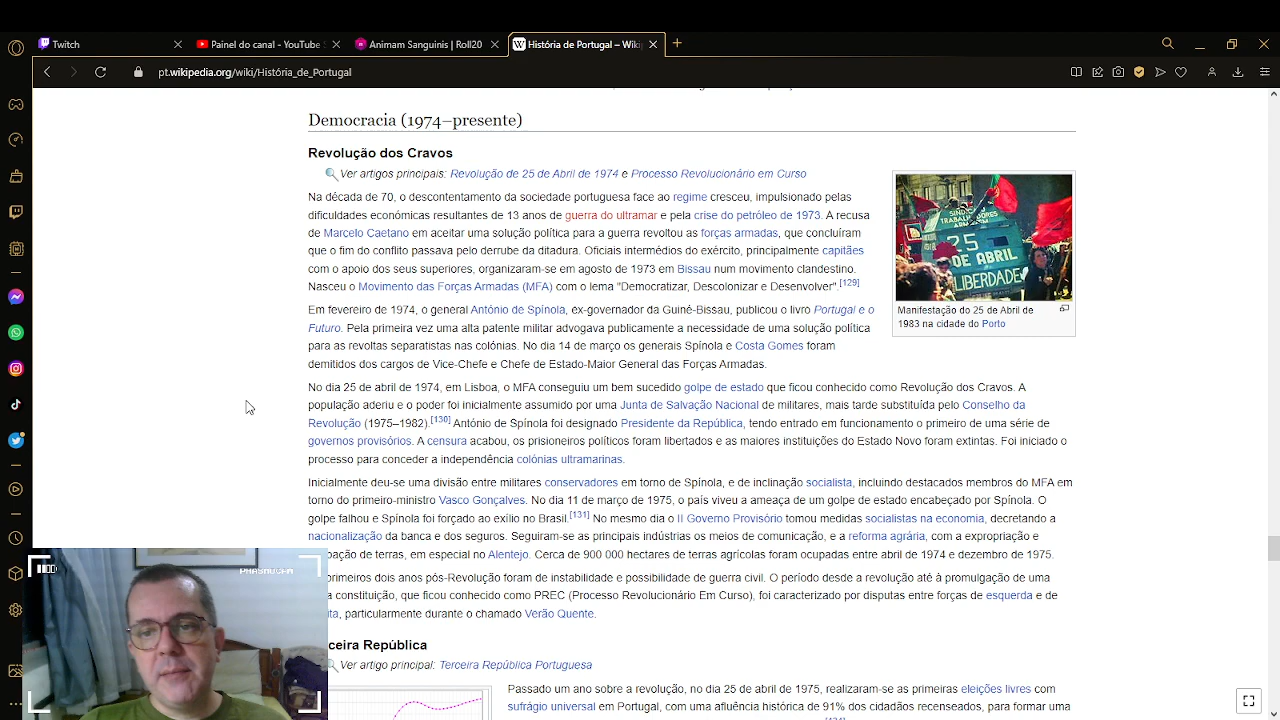 Twitch
Painel do canal - YouTube S
Animam Sanguinis | Roll20
História de Portugal – Wiki
pt.wikipedia.org/wiki/História_de_Portugal
Democracia (1974–presente)
Revolução dos Cravos
Ver artigos principais: Revolução de 25 de Abril de 1974 e Processo Revolucionário em Curso
Na década de 70, o descontentamento da sociedade portuguesa face ao regime cresceu, impulsionado pelas
dificuldades económicas resultantes de 13 anos de guerra do ultramar e pela crise do petróleo de 1973. A recusa
de Marcelo Caetano em aceitar uma solução política para a guerra revoltou as forças armadas, que concluíram
que o fim do conflito passava pelo derrube da ditadura. Oficiais intermédios do exército, principalmente capitães
com o apoio dos seus superiores, organizaram-se em agosto de 1973 em Bissau num movimento clandestino.
Nasceu o Movimento das Forças Armadas (MFA) com o lema "Democratizar, Descolonizar e Desenvolver".[129]
SINDI
TRABALHADORES
25
DE ABRIL
LIBERDADE
Manifestação do 25 de Abril de
1983 na cidade do Porto
Em fevereiro de 1974, o general António de Spínola, ex-governador da Guiné-Bissau, publicou o livro Portugal e o
Futuro. Pela primeira vez uma alta patente militar advogava publicamente a necessidade de uma solução política
para as revoltas separatistas nas colónias. No dia 14 de março os generais Spínola e Costa Gomes foram
demitidos dos cargos de Vice-Chefe e Chefe de Estado-Maior General das Forças Armadas.
No dia 25 de abril de 1974, em Lisboa, o MFA conseguiu um bem sucedido golpe de estado que ficou conhecido como Revolução dos Cravos. A
população aderiu e o poder foi inicialmente assumido por uma Junta de Salvação Nacional de militares, mais tarde substituída pelo Conselho da
Revolução (1975–1982).[130] António de Spínola foi designado Presidente da República, tendo entrado em funcionamento o primeiro de uma série de
governos provisórios. A censura acabou, os prisioneiros políticos foram libertados e as maiores instituições do Estado Novo foram extintas. Foi iniciado o
processo para conceder a independência colónias ultramarinas.
Inicialmente deu-se uma divisão entre militares conservadores em torno de Spínola, e de inclinação socialista, incluindo destacados membros do MFA em
torno do primeiro-ministro Vasco Gonçalves. No dia 11 de março de 1975, o país viveu a ameaça de um golpe de estado encabeçado por Spínola. O
golpe falhou e Spínola foi forçado ao exílio no Brasil.[131] No mesmo dia o II Governo Provisório tomou medidas socialistas na economia, decretando a
nacionalização da banca e dos seguros. Seguiram-se as principais indústrias os meios de comunicação, e a reforma agrária, com a expropriação e
pação de terras, em especial no Alentejo. Cerca de 900 000 hectares de terras agrícolas foram ocupadas entre abril de 1974 e dezembro de 1975.
primeiros dois anos pós-Revolução foram de instabilidade e possibilidade de guerra civil. O período desde a revolução até à promulgação de uma
a constituição, que ficou conhecido como PREC (Processo Revolucionário Em Curso), foi caracterizado por disputas entre forças de esquerda e de
ita, particularmente durante o chamado Verão Quente.
rceira República
Ver artigo principal: Terceira República Portuguesa
Passado um ano sobre a revolução, no dia 25 de abril de 1975, realizaram-se as primeiras eleições livres com
sufrágio universal em Portugal, com uma afluência histórica de 91% dos cidadãos recenseados, para formar uma